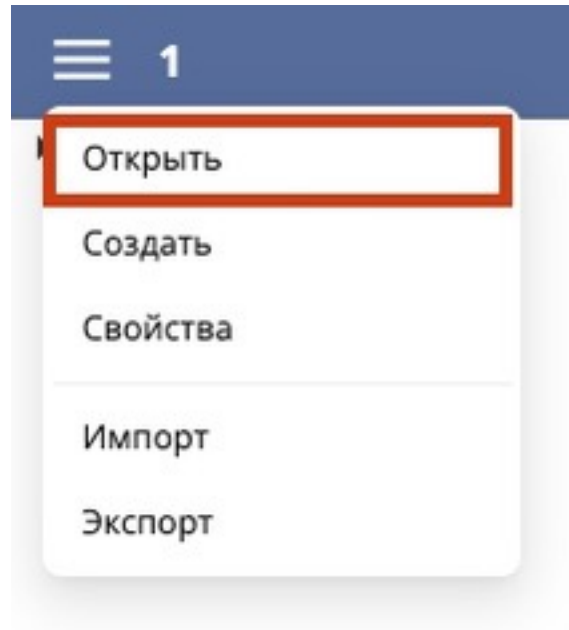 1
Открыть
Создать
Свойства
Импорт
Экспорт